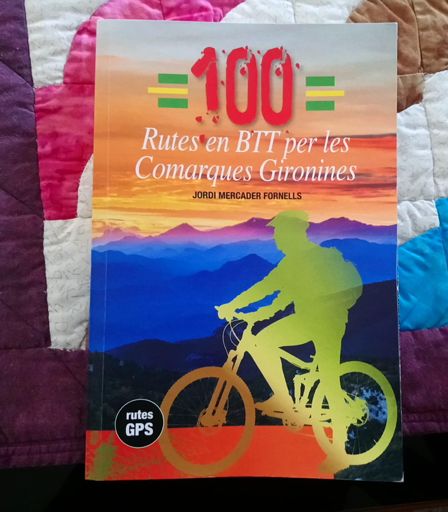 100
Rutes en BTT per les
Comarques Gironines
JORDI MERCADER FORNELLS
rutes
GPS